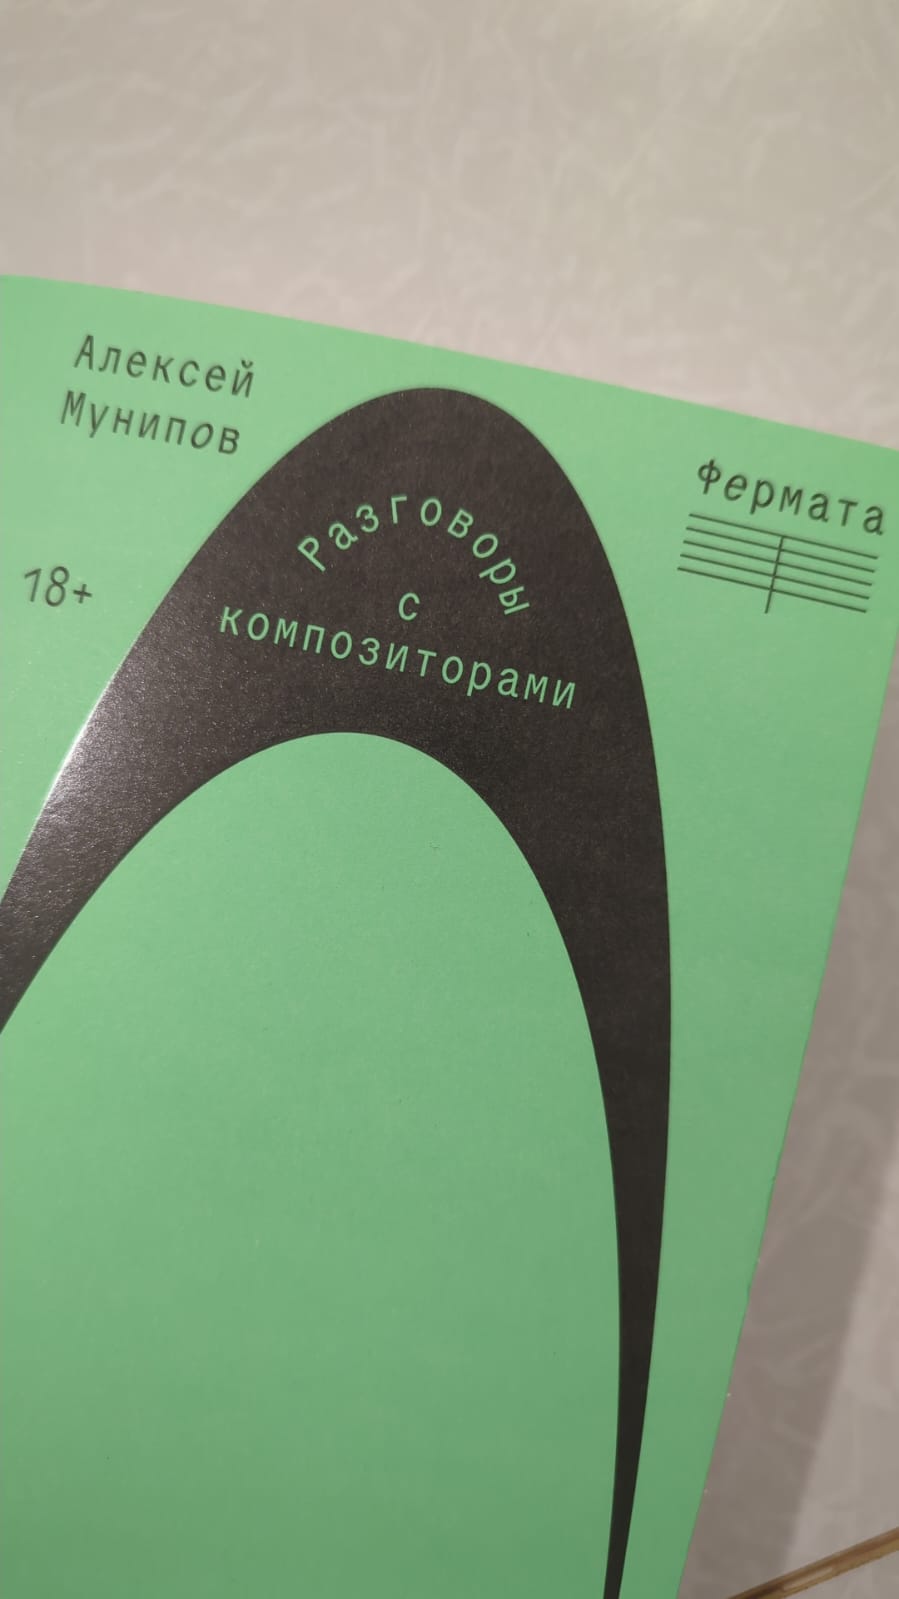 Алексей
Мунипов
Фермата
18+
Разговоры
с
композиторами